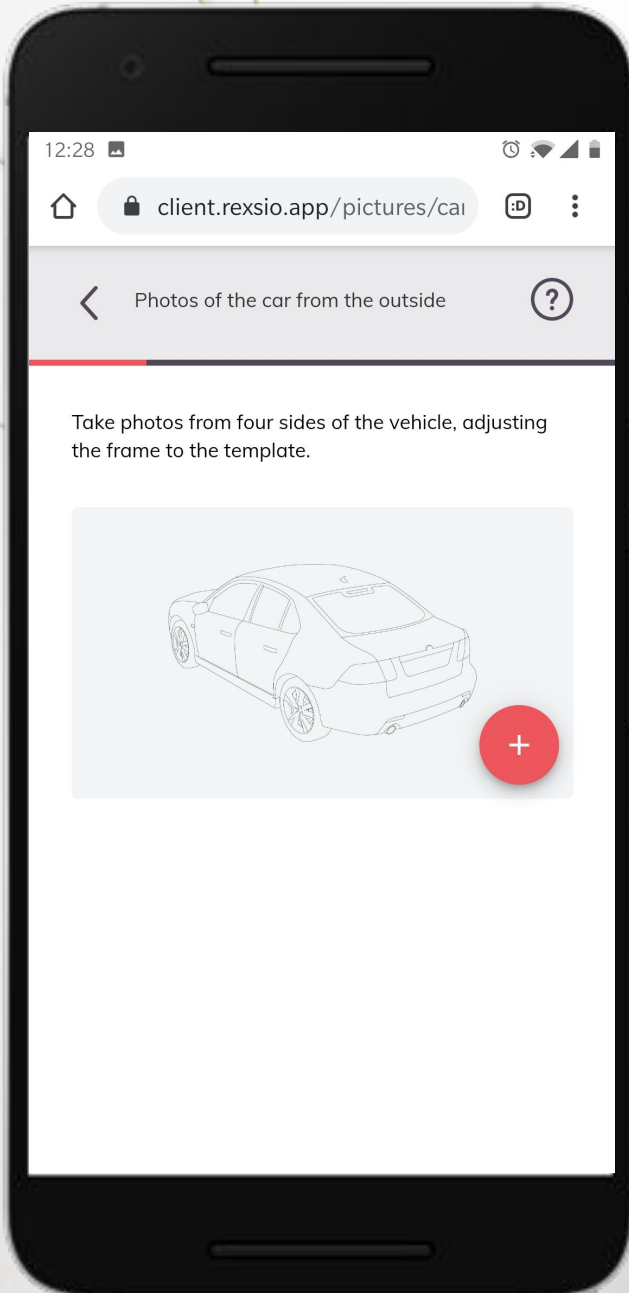 12:28
client.rexsio.app/pictures/car
:D
Photos of the car from the outside
?
Take photos from four sides of the vehicle, adjusting
the frame to the template.
+